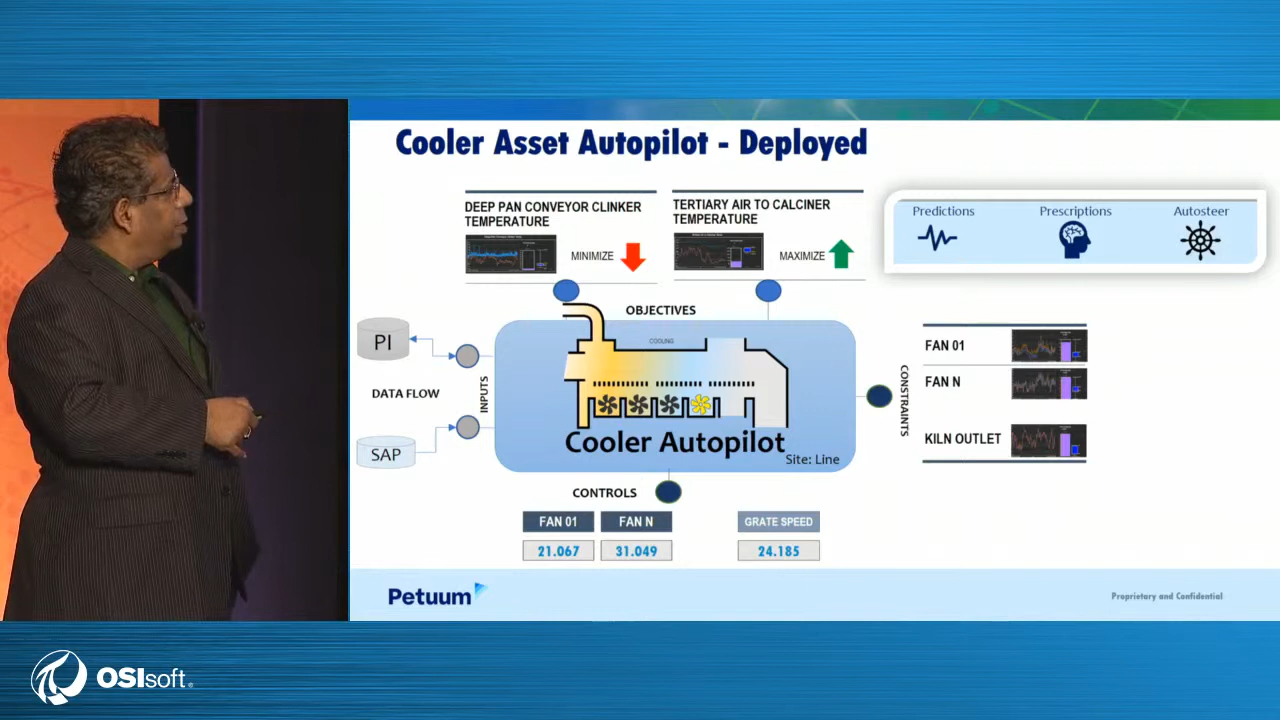 Cooler Asset Autopilot - Deployed
DEEP PAN CONVEYOR CLINKER
TEMPERATURE
MINIMIZE
TERTIARY AIR TO CALCINER
TEMPERATURE
MAXIMIZE
Predictions
Prescriptions
Autosteer
OBJECTIVES
PI
DATA FLOW
SAP
INPUTS
COOLING
Cooler Autopilot
Site: Line
CONSTRAINTS
FAN 01
FAN N
KILN OUTLET
CONTROLS
FAN 01
FAN N
GRATE SPEED
21.067
31.049
24.185
Petuum
Proprietary and Confidential
OSIsoft.